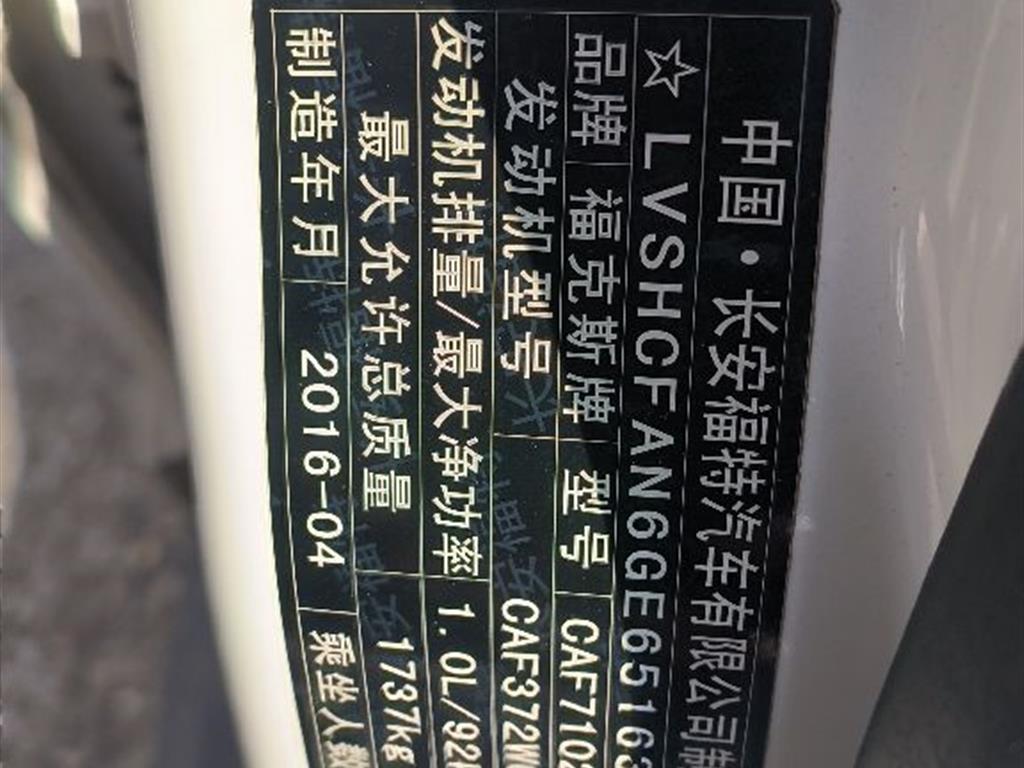 中国·长安福特汽车有限公司制
☆LVSHCFAN6GE65163
品牌 福克斯牌 型号 CAF7102
发动机型号 CAF372W
发动机排量/最大净功率 1.0L/92
最大允许总质量 1737kg
制造年月 2016-04 乘坐人数